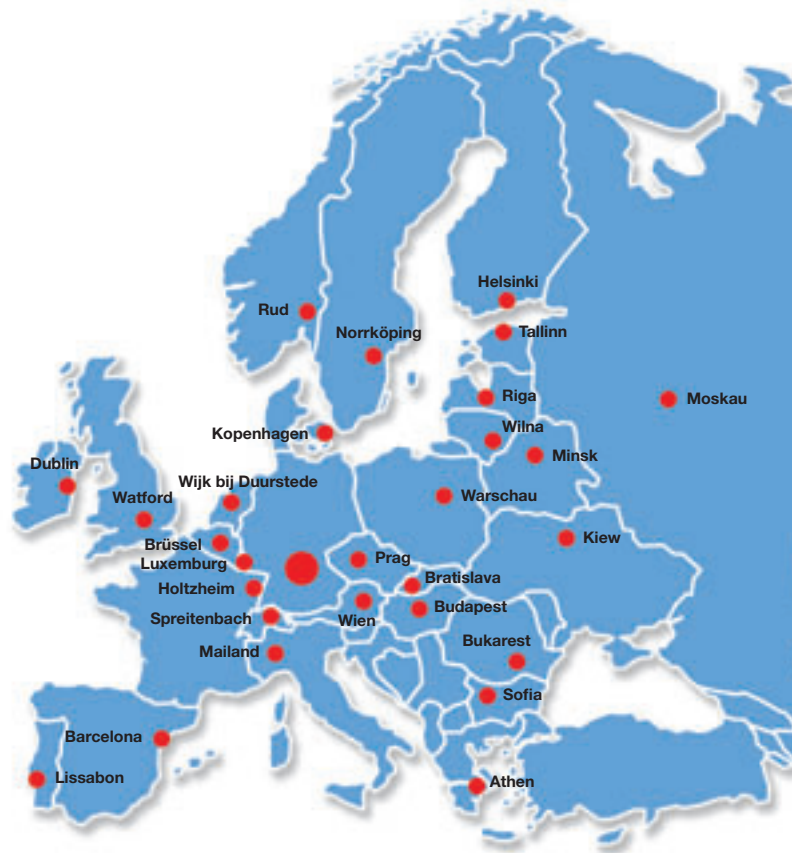 Helsinki
Rud
Norrköping
Tallinn
Riga
Moskau
Kopenhagen
Wilna
Minsk
Dublin
Wijk bij Duurstede
Watford
Warschau
Kiew
Brüssel
Luxemburg
Prag
Bratislava
Holtzheim
Budapest
Spreitenbach
Wien
Bukarest
Mailand
Sofia
Barcelona
Lissabon
Athen